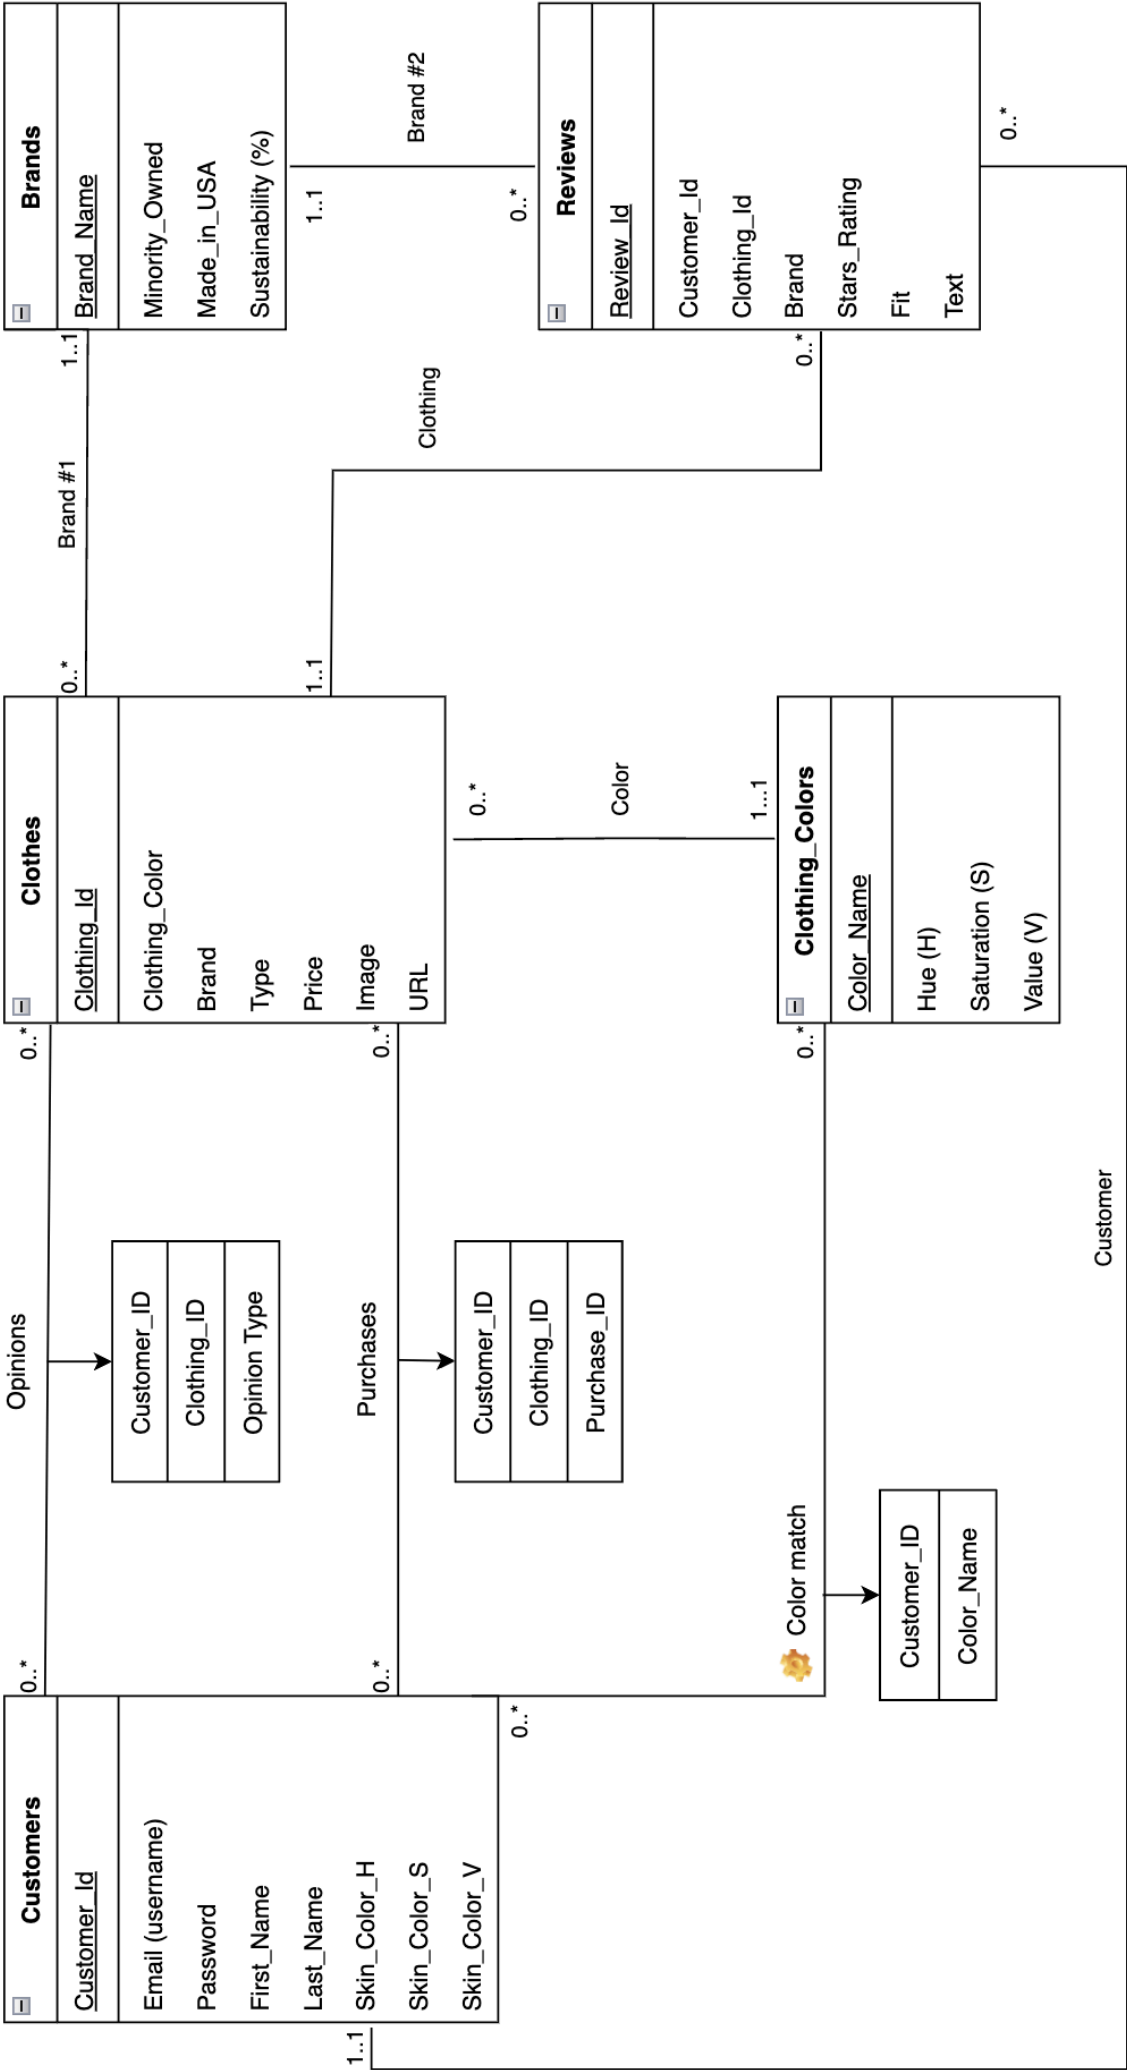 Customers
Customer_Id
Email (username)
Password
First_Name
Last_Name
Skin_Color_H
Skin_Color_S
Skin_Color_V
1..1
0..*
Opinions
0..*
Customer_ID
Clothing_ID
Opinion Type
0..*
Purchases
0..*
Customer_ID
Clothing_ID
Purchase_ID
0..*
Color match
0..*
Customer_ID
Color_Name
Clothes
Clothing_Id
Clothing_Color
Brand
Type
Price
Image
URL
0..*
Color
1...1
Clothing_Colors
Color_Name
Hue (H)
Saturation (S)
Value (V)
0..*
Brand #1
1..1
1..1
Clothing
0..*
Brands
Brand_Name
Minority_Owned
Made_in_USA
Sustainability (%)
1..1
Brand #2
0..*
Reviews
Review_Id
Customer_Id
Clothing_Id
Brand
Stars_Rating
Fit
Text
0..*
Customer